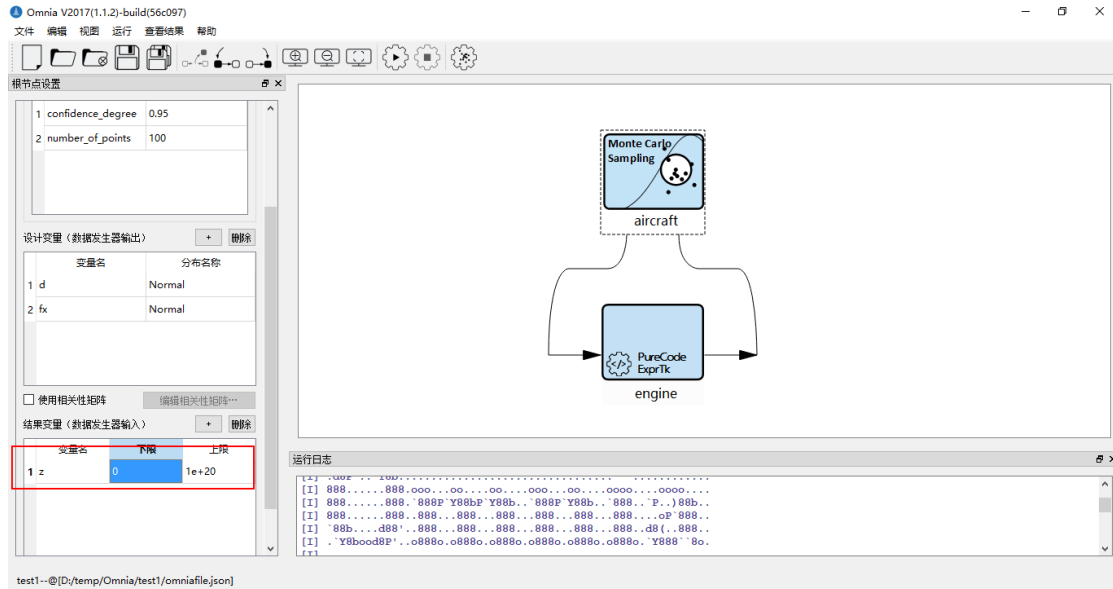 Omnia V2017(1.1.2)-build(56c097)
文件 编辑 视图 运行 查看结果 帮助
根节点设置
1 confidence_degree 0.95
2 number_of_points 100
设计变量（数据发生器输出） + 删除
变量名 分布名称
1 d Normal
2 fx Normal
使用相关性矩阵 编辑相关性矩阵…
结果变量（数据发生器输入） + 删除
变量名 下限 上限
1 z 0 1e+20
Monte Carlo
Sampling
aircraft
PureCode
ExprTk
engine
运行日志
[I] 888......888.ooo...oo....oo....ooo...oo....oooo....oooo....
[I] 888......888.`888P`Y88bP`Y88b..`888P`Y88b..`888..`P..)88b..
[I] 888......888..888...888...888...888...888...888....oP`888..
[I] `88b....d88'..888...888...888...888...888...888..d8(..888..
[I] .`Y8bood8P'..o888o.o888o.o888o.o888o.o888o.o888o.`Y888``8o.
[I]
test1--@[D:/temp/Omnia/test1/omniafile.json]